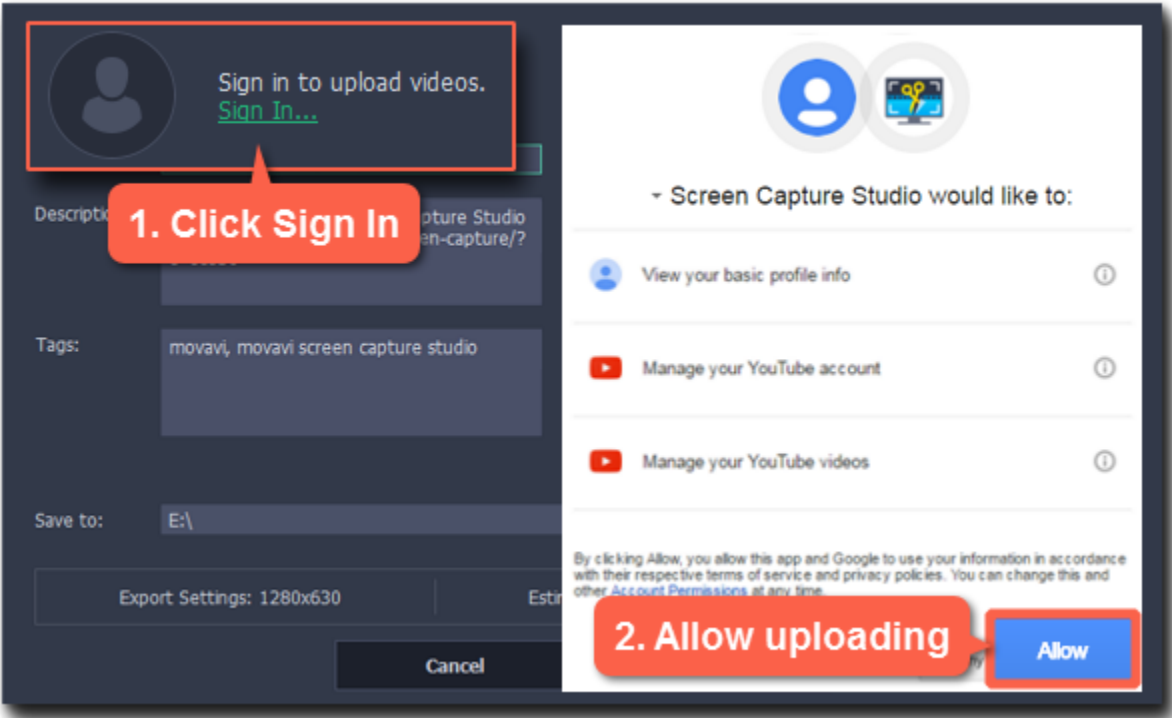 Sign in to upload videos.
Sign In...
1. Click Sign In
pture Studio
en-capture/?
Tags:
movavi, movavi screen capture studio
Save to:
E:\
Export Settings: 1280x630
Cancel
Screen Capture Studio would like to:
View your basic profile info
Manage your YouTube account
Manage your YouTube videos
By clicking Allow, you allow this app and Google to use your information in accordance
with their respective terms of service and privacy policies. You can change this and
other Account Permissions at any time.
2. Allow uploading
Allow